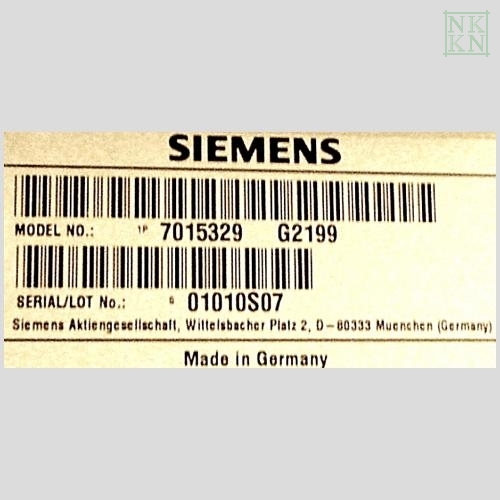 NK
KN
SIEMENS
MODEL NO.: 1P 7015329 G2199
SERIAL/LOT No.: S 01010S07
Siemens Aktiengesellschaft, Wittelsbacher Platz 2, D-80333 Muenchen (Germany)
Made in Germany